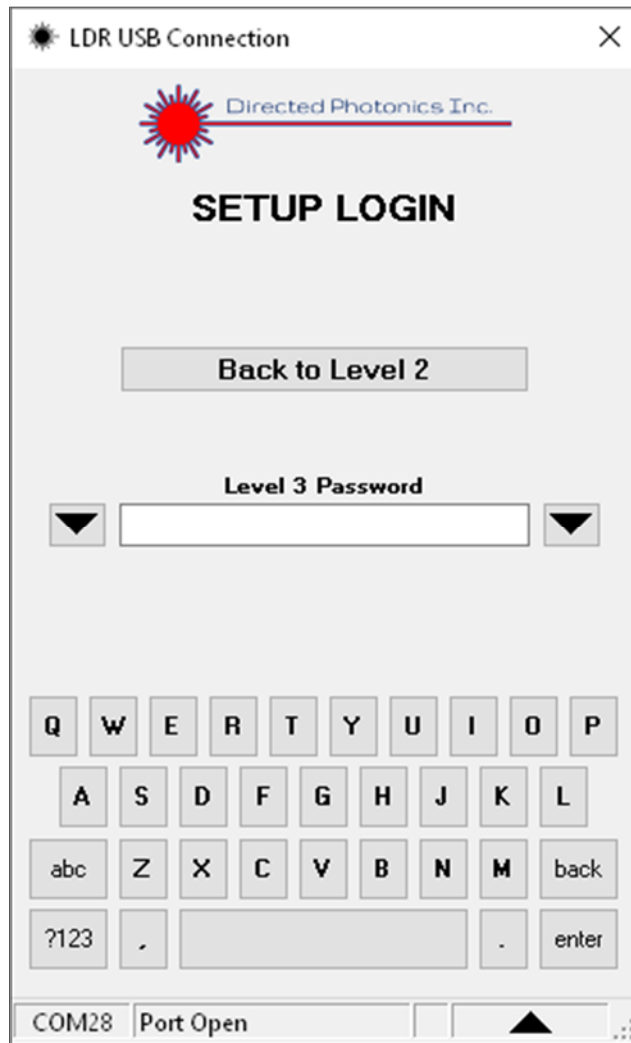 LDR USB Connection
Directed Photonics Inc.
SETUP LOGIN
Back to Level 2
Level 3 Password
Q W E R T Y U I O P
A S D F G H J K L
abc Z X C V B N M back
?123 , . enter
COM28 Port Open